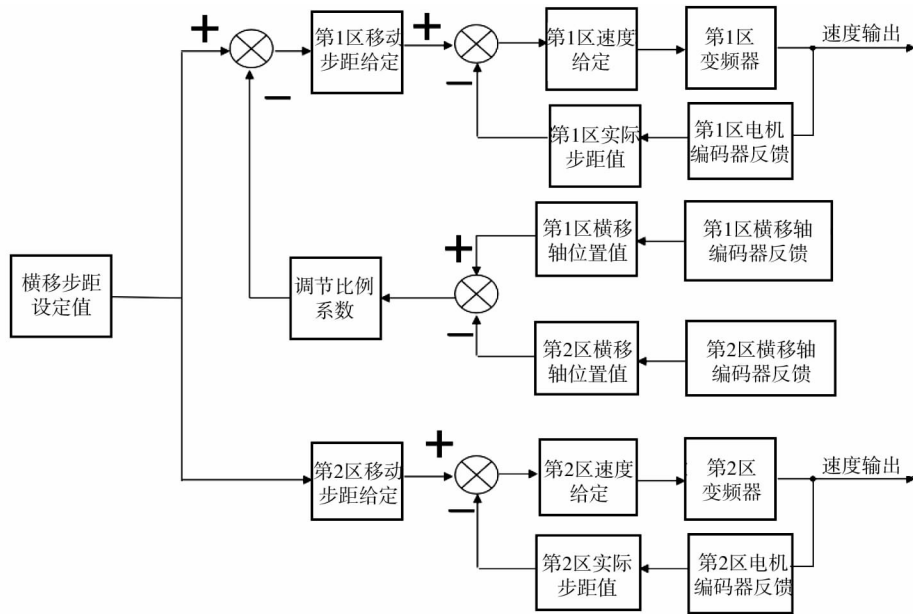 +
第1区移动
步距给定
+
第1区速度
给定
第1区
变频器
速度输出
−
−
第1区实际
步距值
第1区电机
编码器反馈
第1区横移
轴位置值
第1区横移轴
编码器反馈
+
横移步距
设定值
调节比例
系数
−
第2区横移
轴位置值
第2区横移轴
编码器反馈
第2区移动
步距给定
+
第2区速度
给定
第2区
变频器
速度输出
−
第2区实际
步距值
第2区电机
编码器反馈